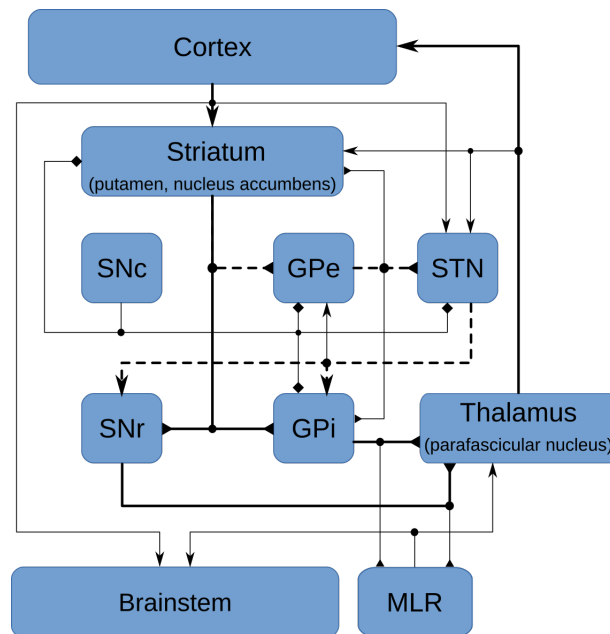 Cortex
Striatum
(putamen, nucleus accumbens)
SNc
GPe
STN
SNr
GPi
Thalamus
(parafascicular nucleus)
Brainstem
MLR